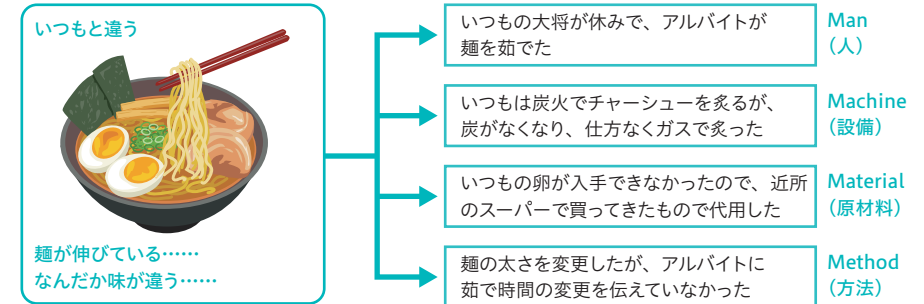 いつもと違う
麺が伸びている……
なんだか味が違う……
いつもの大将が休みで、アルバイトが
麺を茹でた
Man
（人）
いつもは炭火でチャーシューを炙るが、
炭がなくなり、仕方なくガスで炙った
Machine
（設備）
いつもの卵が入手できなかったので、近所
のスーパーで買ってきたもので代用した
Material
（原材料）
麺の太さを変更したが、アルバイトに
茹で時間の変更を伝えていなかった
Method
（方法）